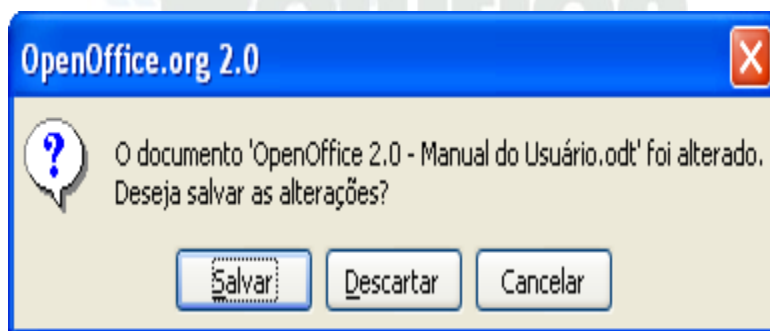 OpenOffice.org 2.0
O documento 'OpenOffice 2.0 - Manual do Usuário.odt' foi alterado.
Deseja salvar as alterações?
Salvar Descartar Cancelar